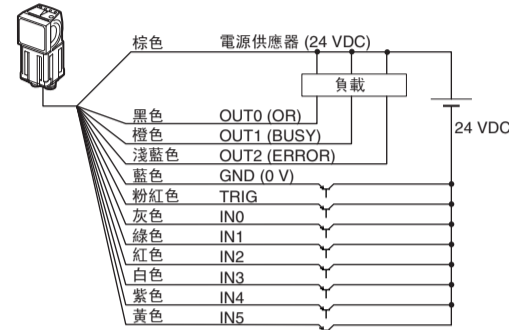 棕色 電源供應器 (24 VDC)
負載
黑色 OUT0 (OR)
橙色 OUT1 (BUSY)
24 VDC
淺藍色 OUT2 (ERROR)
藍色 GND (0 V)
粉紅色 TRIG
灰色 IN0
綠色 IN1
紅色 IN2
白色 IN3
紫色 IN4
黃色 IN5